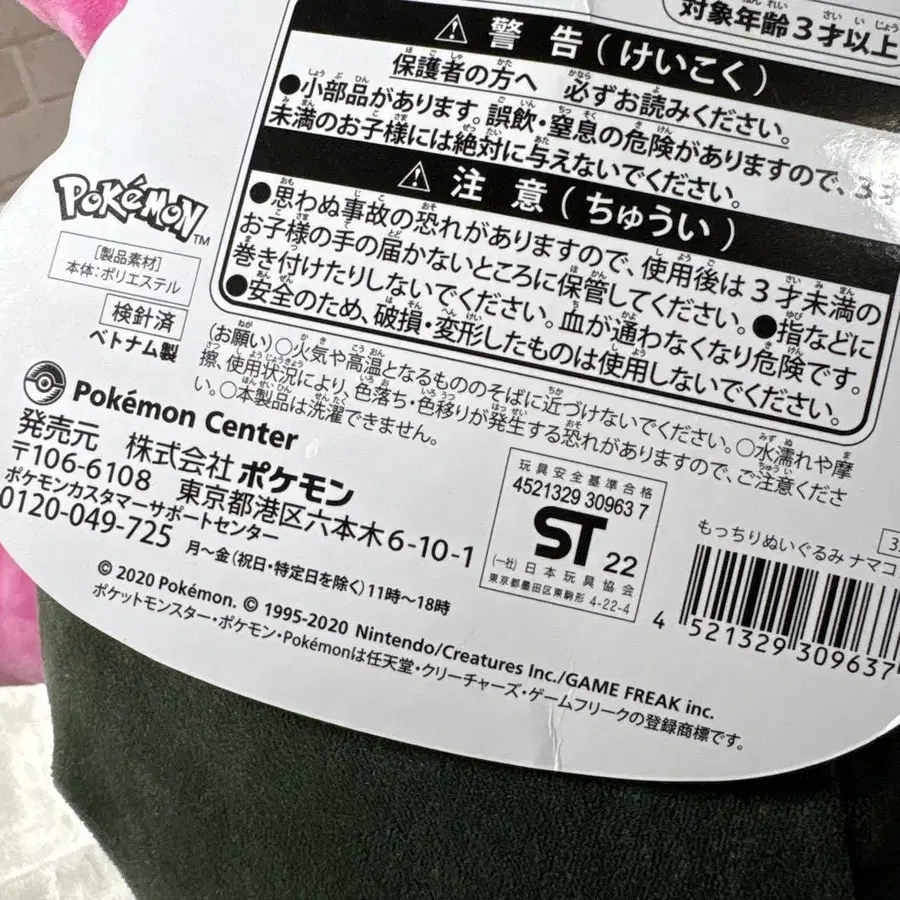 対象年齢3才以上
警告(けいこく)
保護者の方へ 必ずお読みください。
●小部品があります。誤飲・窒息の危険がありますので、3才
未満のお子様には絶対に与えないでください。
注意(ちゅうい)
●思わぬ事故の恐れがありますので、使用後は3才未満の
お子様の手の届かないところに保管してください。●指などに
巻き付けたりしないでください。血が通わなくなり危険です。
●安全のため、破損・変形したものは使用しないでください。
(お願い)○火気や高温となるもののそばに近づけないでください。○水濡れや摩
擦、使用状況により、色落ち・色移りが発生する恐れがありますので、ご注意くださ
い。○本製品は洗濯できません。
POKÉMON™
[製品素材]
本体:ポリエステル
検針済
ベトナム製
Pokémon Center
発売元 株式会社ポケモン
〒106-6108 東京都港区六本木6-10-1
ポケモンカスタマーサポートセンター
0120-049-725 月~金(祝日・特定日を除く)11時~18時
玩具安全基準合格
4521329 30963 7
ST 22
(一社)日本玩具協会
東京都墨田区東駒形 4-22-4
もっちりぬいぐるみ ナマコ
4 521329 309637
© 2020 Pokémon. © 1995-2020 Nintendo/Creatures Inc./GAME FREAK inc.
ポケットモンスター・ポケモン・Pokémonは任天堂・クリーチャーズ・ゲームフリークの登録商標です。